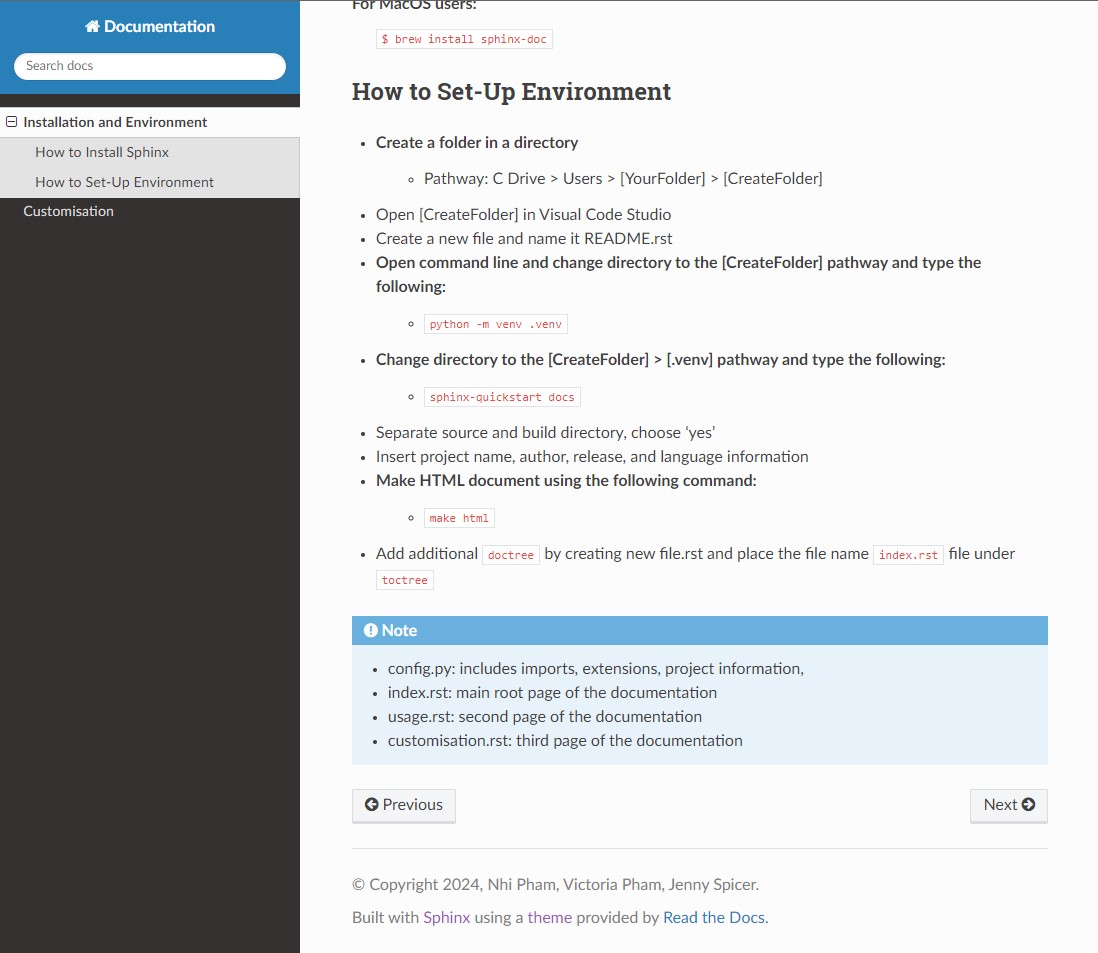 Documentation
Search docs
Installation and Environment
How to Install Sphinx
How to Set-Up Environment
Customisation
For MacOS users:
$ brew install sphinx-doc
How to Set-Up Environment
Create a folder in a directory
Pathway: C Drive > Users > [YourFolder] > [CreateFolder]
Open [CreateFolder] in Visual Code Studio
Create a new file and name it README.rst
Open command line and change directory to the [CreateFolder] pathway and type the
following:
python -m venv .venv
Change directory to the [CreateFolder] > [.venv] pathway and type the following:
sphinx-quickstart docs
Separate source and build directory, choose ‘yes’
Insert project name, author, release, and language information
Make HTML document using the following command:
make html
Add additional doctree by creating new file.rst and place the file name index.rst file under
toctree
Note
config.py: includes imports, extensions, project information,
index.rst: main root page of the documentation
usage.rst: second page of the documentation
customisation.rst: third page of the documentation
Previous
Next
© Copyright 2024, Nhi Pham, Victoria Pham, Jenny Spicer.
Built with Sphinx using a theme provided by Read the Docs.